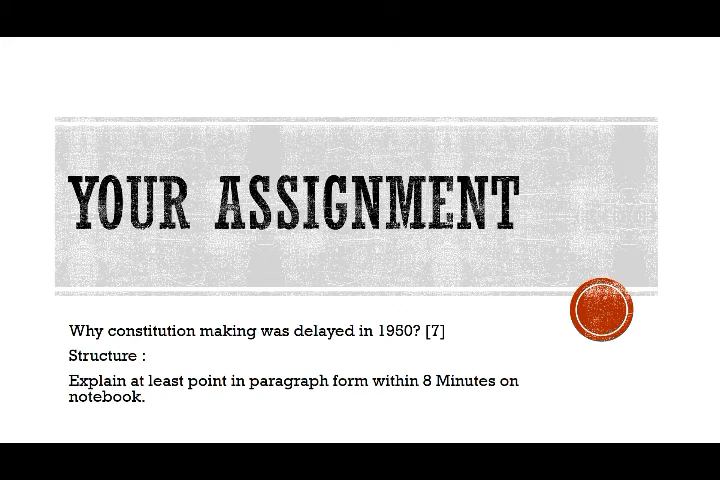 YOUR ASSIGNMENT
Why constitution making was delayed in 1950? [7]
Structure :
Explain at least point in paragraph form within 8 Minutes on
notebook.